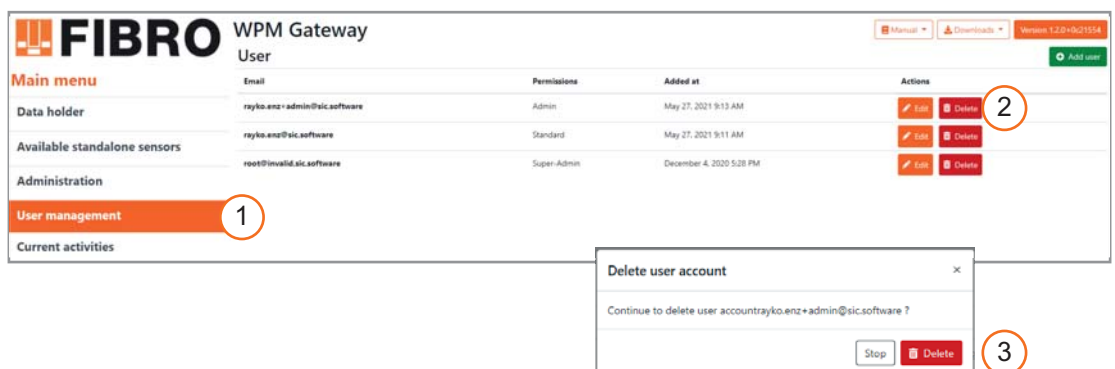 FIBRO
WPM Gateway
Manual
Downloads
Version 1.2.0+0c21554
User
Add user
Main menu
Data holder
Available standalone sensors
Administration
User management
Current activities
Email Permissions Added at Actions
rayko.enz+admin@sic.software Admin May 27, 2021 9:13 AM Edit Delete
rayko.enz@sic.software Standard May 27, 2021 9:11 AM Edit Delete
root@invalid.sic.software Super-Admin December 4, 2020 5:28 PM Edit Delete
1
2
Delete user account ×
Continue to delete user accountrayko.enz+admin@sic.software ?
Stop Delete
3